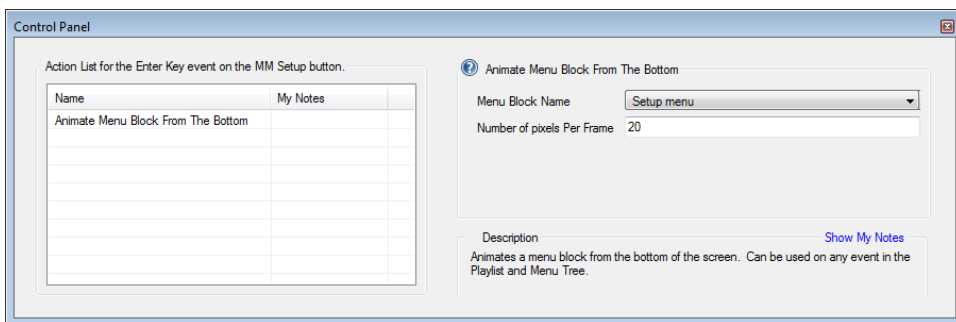 Control Panel
Action List for the Enter Key event on the MM Setup button.
Name My Notes
Animate Menu Block From The Bottom
Animate Menu Block From The Bottom
Menu Block Name Setup menu
Number of pixels Per Frame 20
Description Show My Notes
Animates a menu block from the bottom of the screen. Can be used on any event in the
Playlist and Menu Tree.